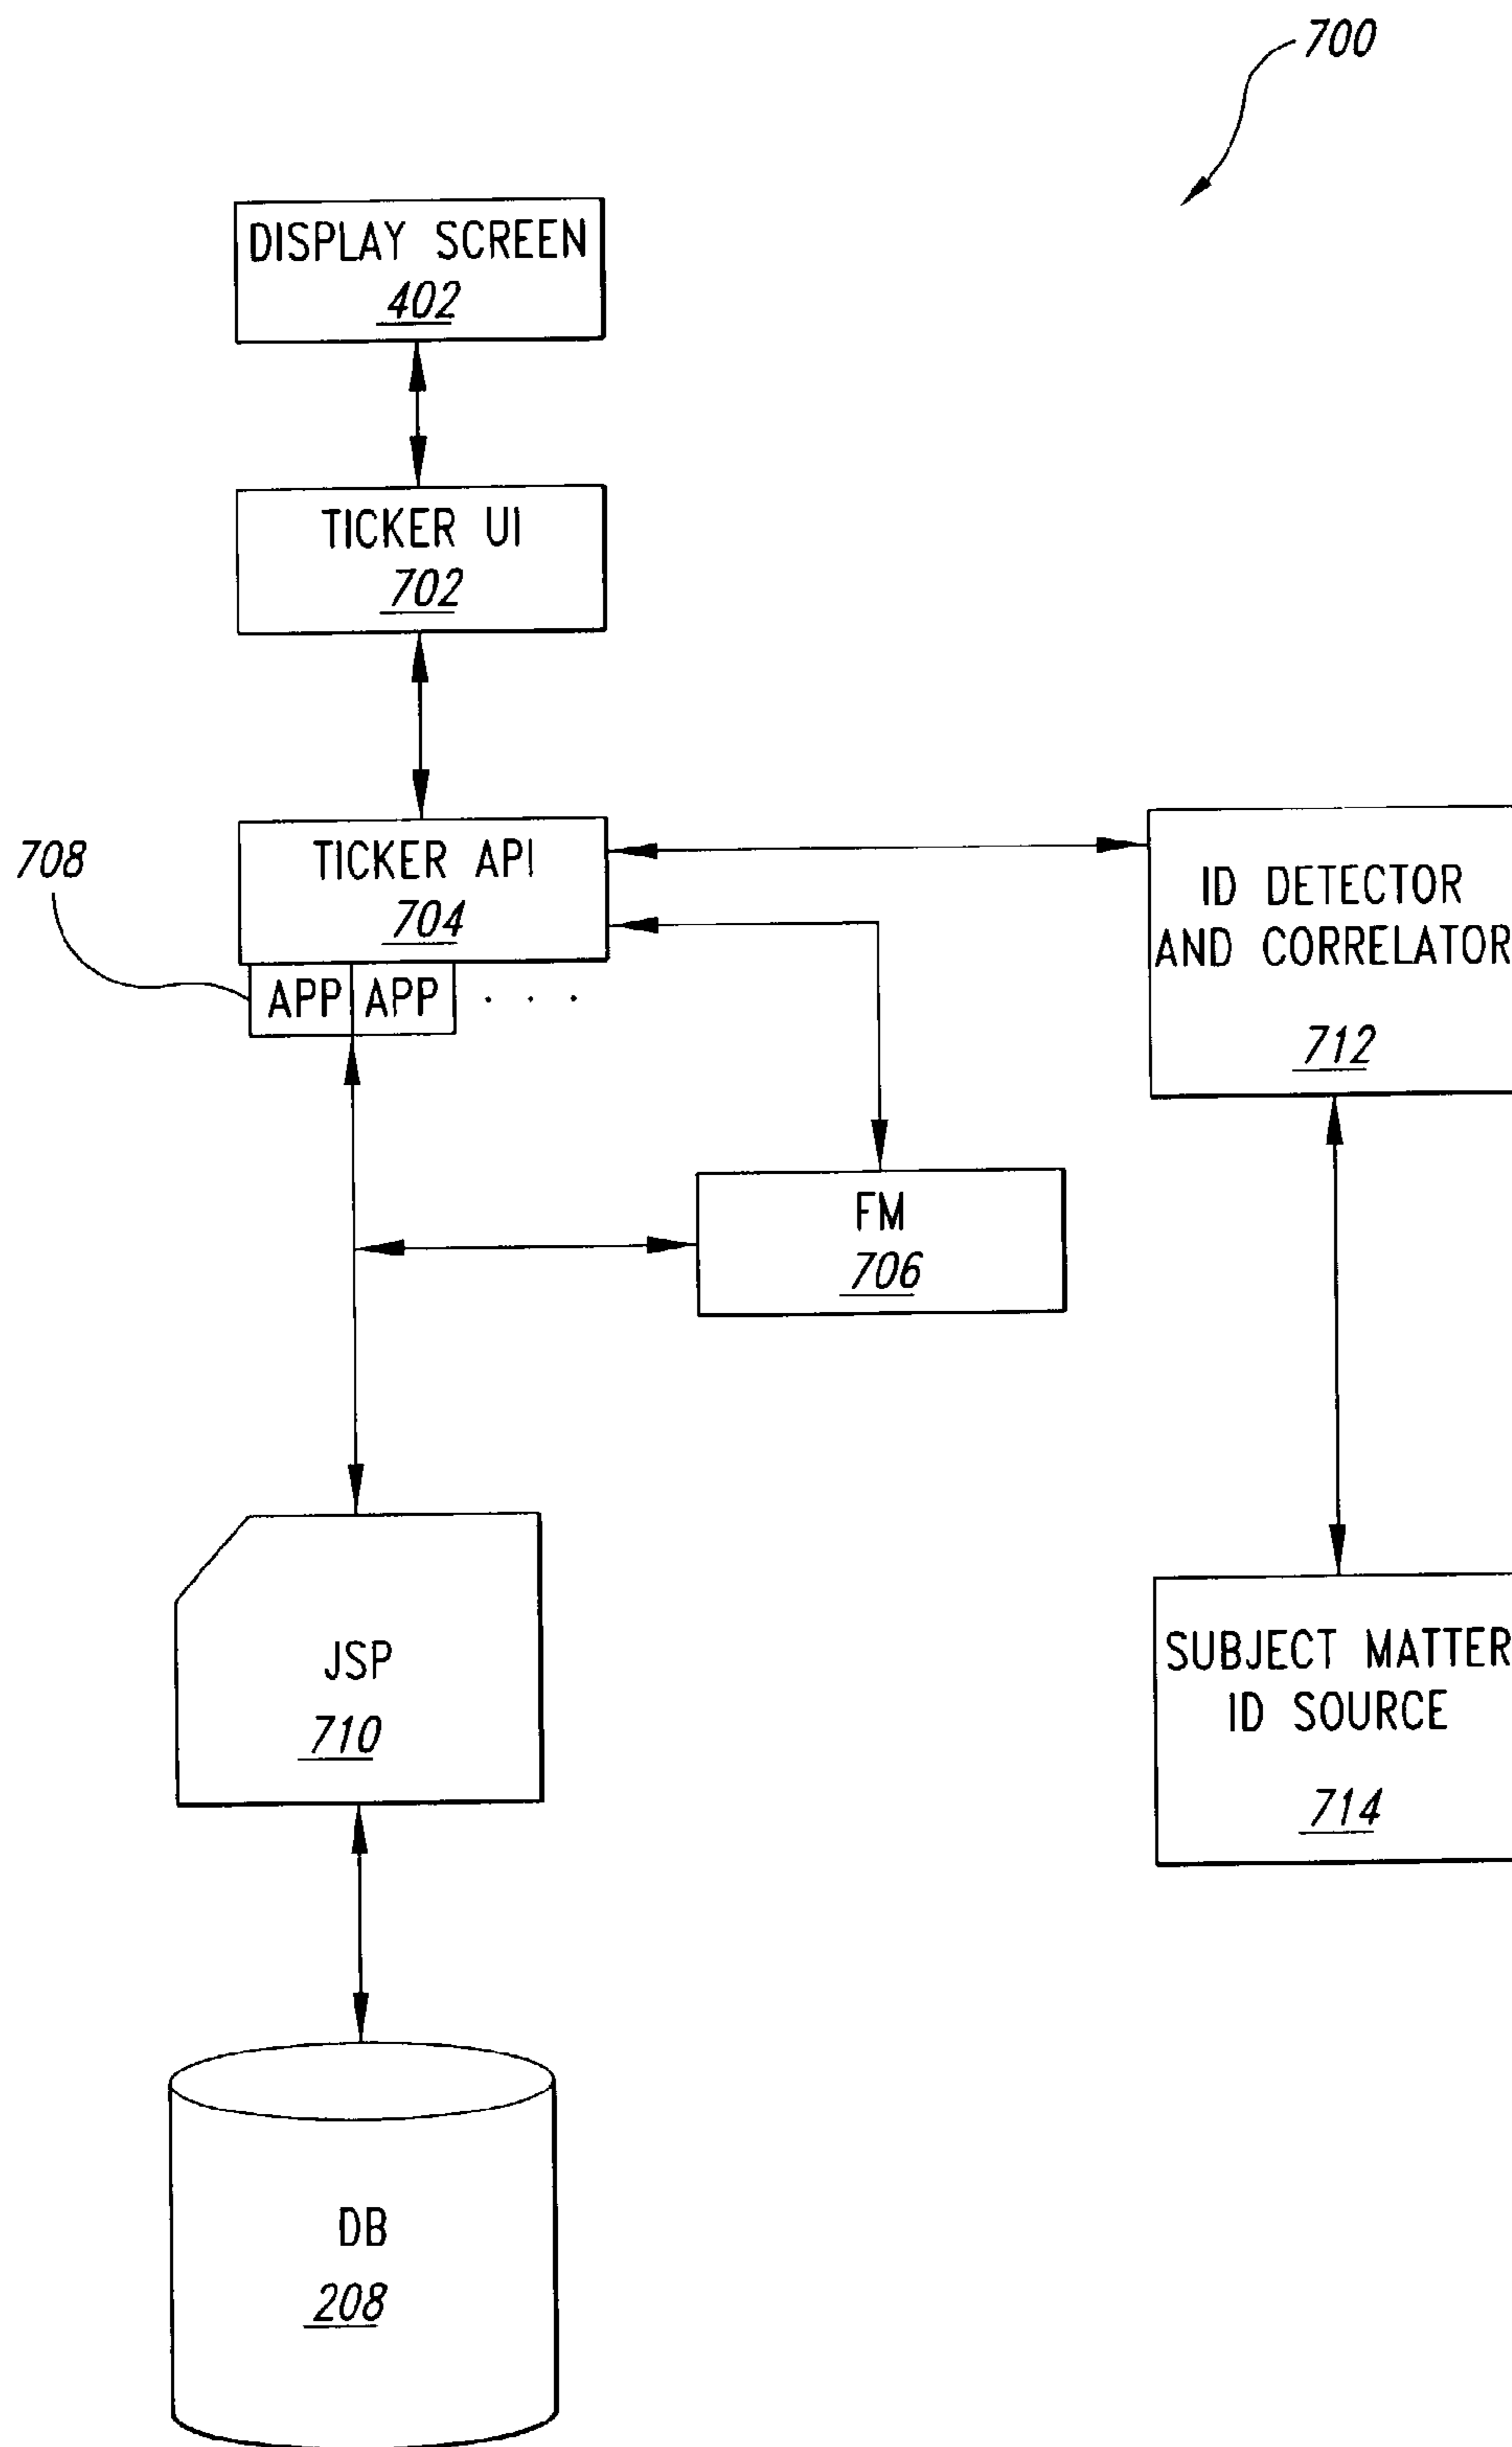 700
DISPLAY SCREEN
402
TICKER UI
702
708
TICKER API
704
APP APP . . .
ID DETECTOR
AND CORRELATOR
712
FM
706
JSP
710
SUBJECT MATTER
ID SOURCE
714
DB
208